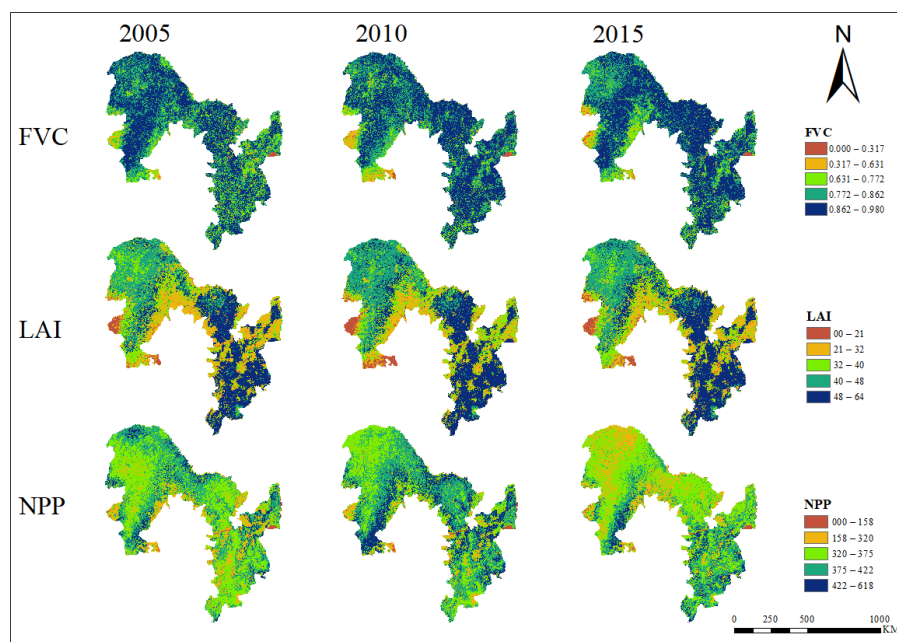 2005 2010 2015
N
FVC
FVC
0.000 – 0.317
0.317 – 0.631
0.631 – 0.772
0.772 – 0.862
0.862 – 0.980
LAI
LAI
00 – 21
21 – 32
32 – 40
40 – 48
48 – 64
NPP
NPP
000 – 158
158 – 320
320 – 375
375 – 422
422 – 618
0 250 500 1000
KM